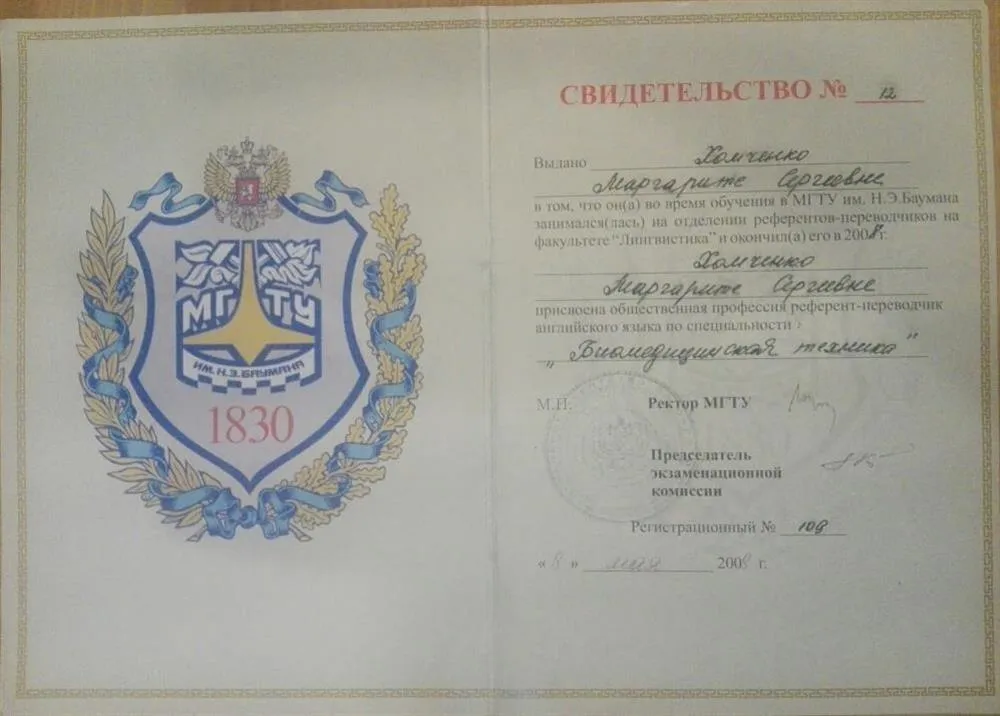 МГТУ
ИМ. Н.Э. БАУМАНА
1830
СВИДЕТЕЛЬСТВО № 12
Выдано Хомченко
Маргарите Сергеевне
в том, что он(а) во время обучения в МГТУ им. Н.Э.Баумана
занимался(лась) на отделении референтов-переводчиков на
факультете "Лингвистика" и окончил(а) его в 2008г.
Хомченко
Маргарите Сергеевне
присвоена общественная профессия референт-переводчик
английского языка по специальности :
"Биомедицинская техника"
М.П. Ректор МГТУ
Председатель
экзаменационной
комиссии
Регистрационный № 109
« 8 » мая 2008 г.